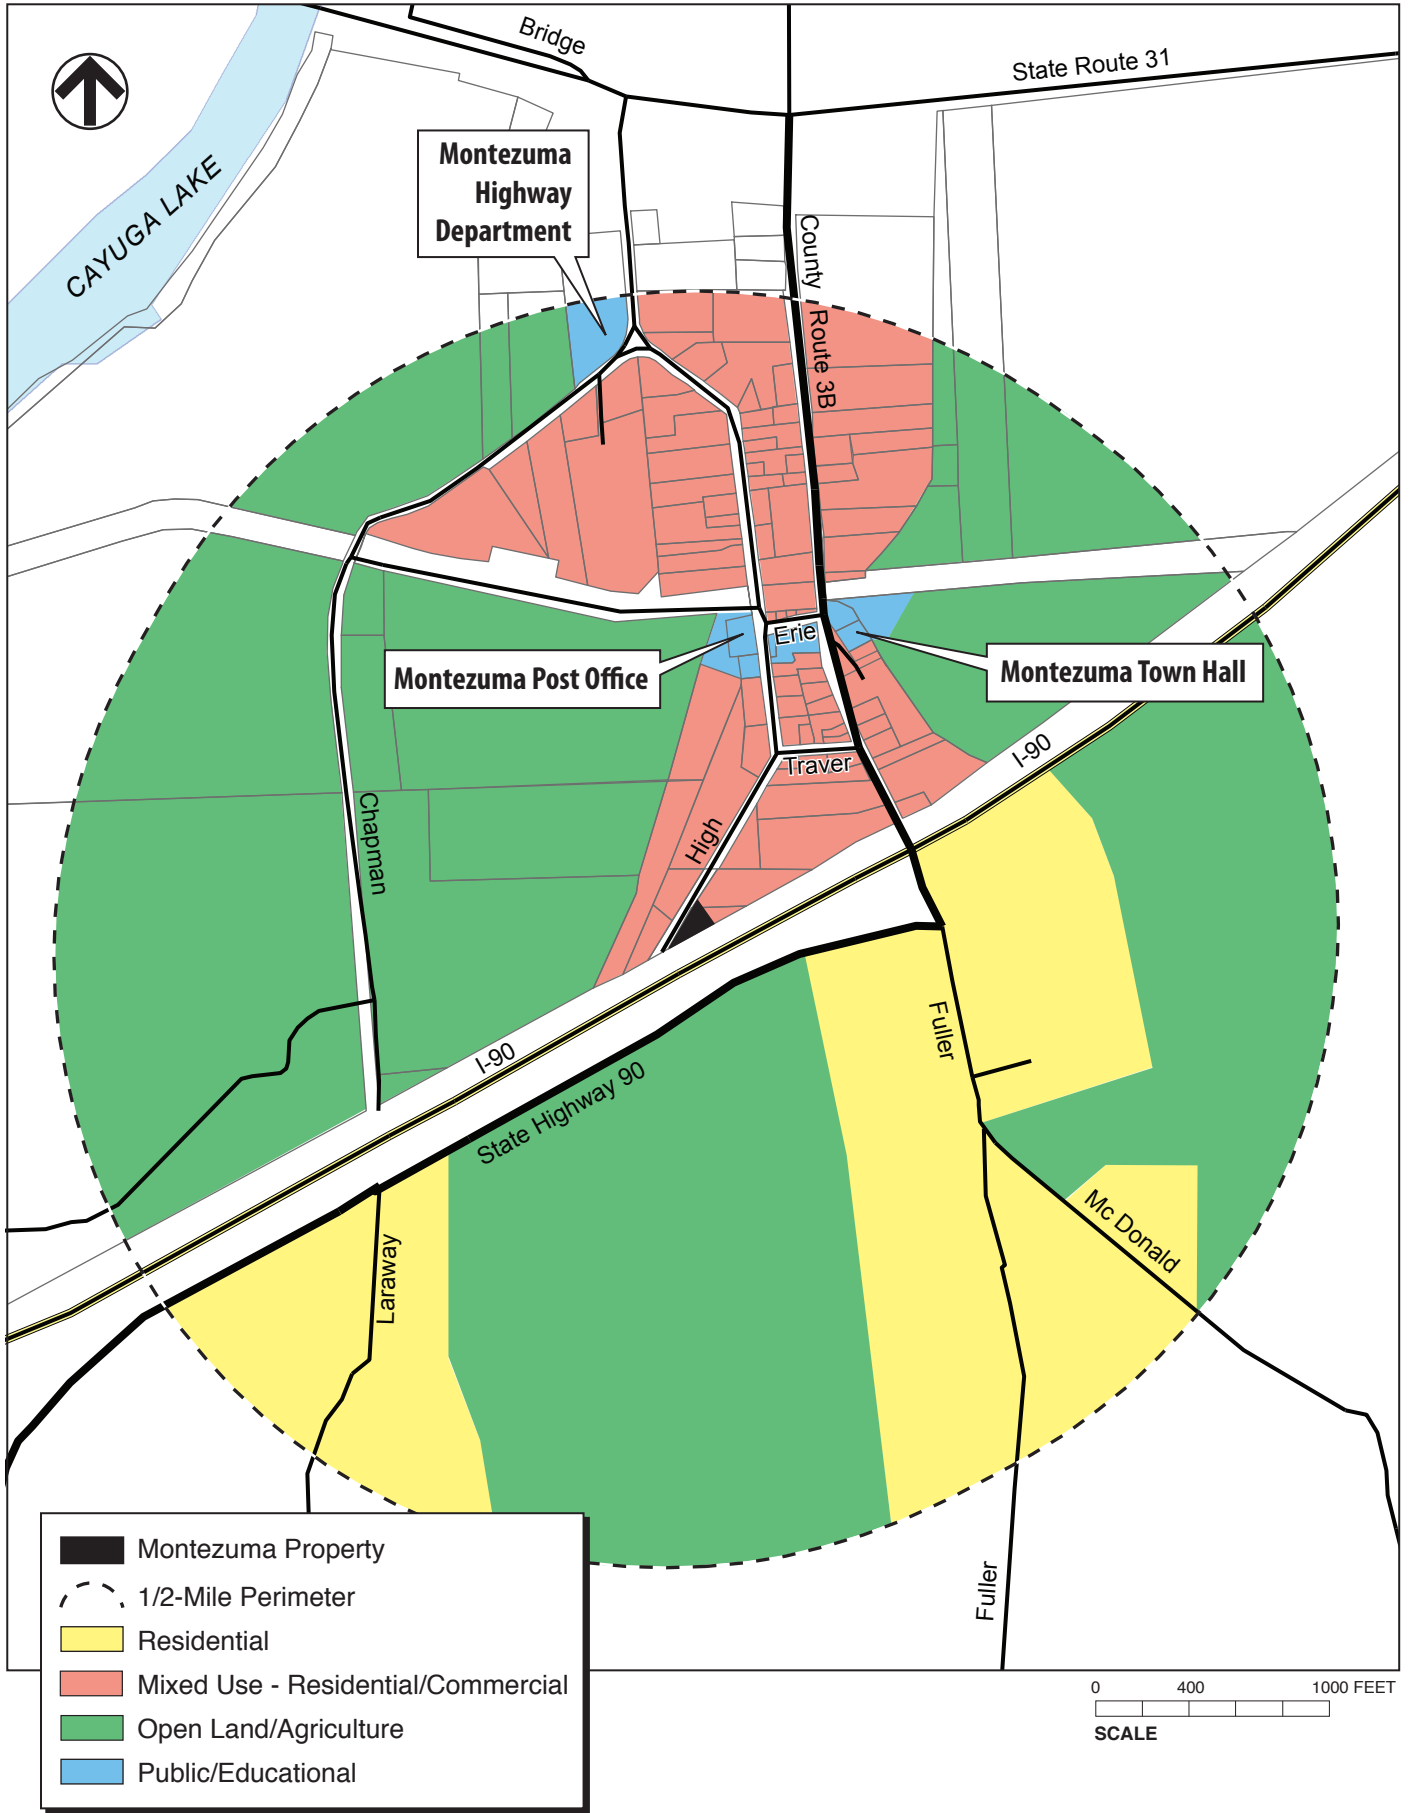 Bridge
State Route 31
Montezuma
Highway
Department
CAYUGA LAKE
County
Route 3B
Erie
Montezuma Post Office
Montezuma Town Hall
I-90
Traver
Chapman
High
Fuller
I-90
State Highway 90
Mc Donald
Laraway
Fuller
Montezuma Property
1/2-Mile Perimeter
Residential
Mixed Use - Residential/Commercial
Open Land/Agriculture
Public/Educational
0 400 1000 FEET
SCALE